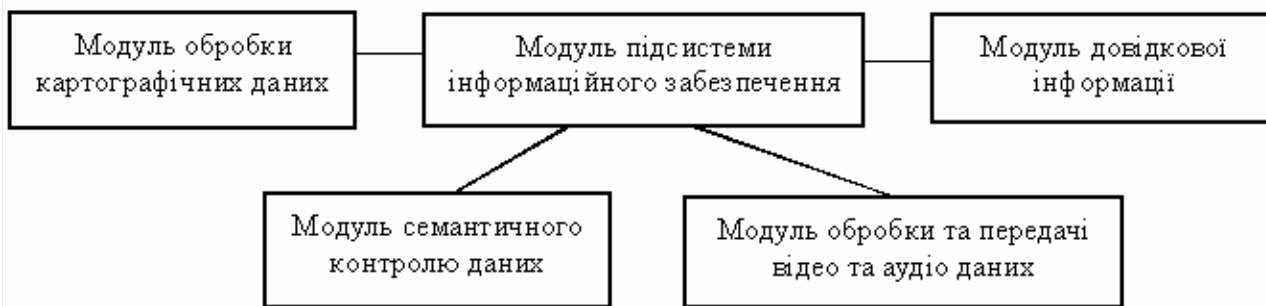 Модуль обробки
картографічних даних
Модуль підсистеми
інформаційного забезпечення
Модуль довідкової
інформації
Модуль семантичного
контролю даних
Модуль обробки та передачі
відео та аудіо даних